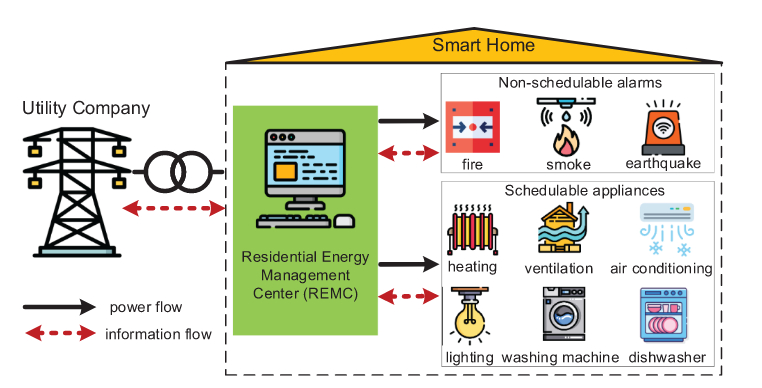 Smart Home
Utility Company
Non-schedulable alarms
fire smoke earthquake
Schedulable appliances
heating ventilation air conditioning
lighting washing machine dishwasher
Residential Energy
Management
Center (REMC)
power flow
information flow